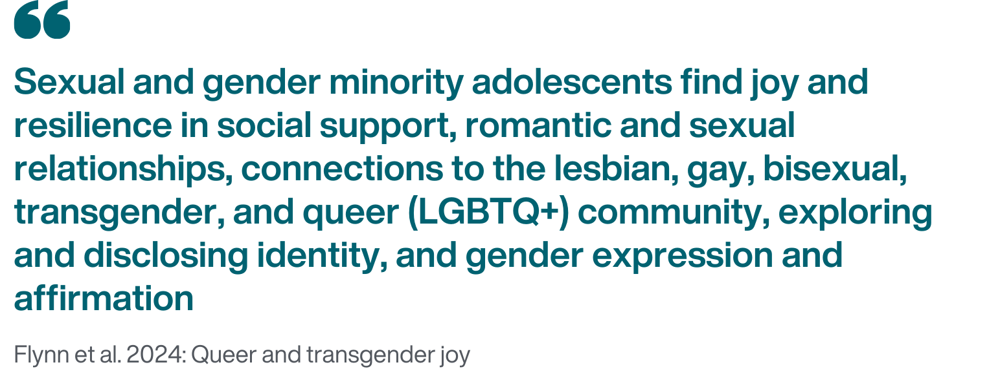 “
Sexual and gender minority adolescents find joy and
resilience in social support, romantic and sexual
relationships, connections to the lesbian, gay, bisexual,
transgender, and queer (LGBTQ+) community, exploring
and disclosing identity, and gender expression and
affirmation
Flynn et al. 2024: Queer and transgender joy